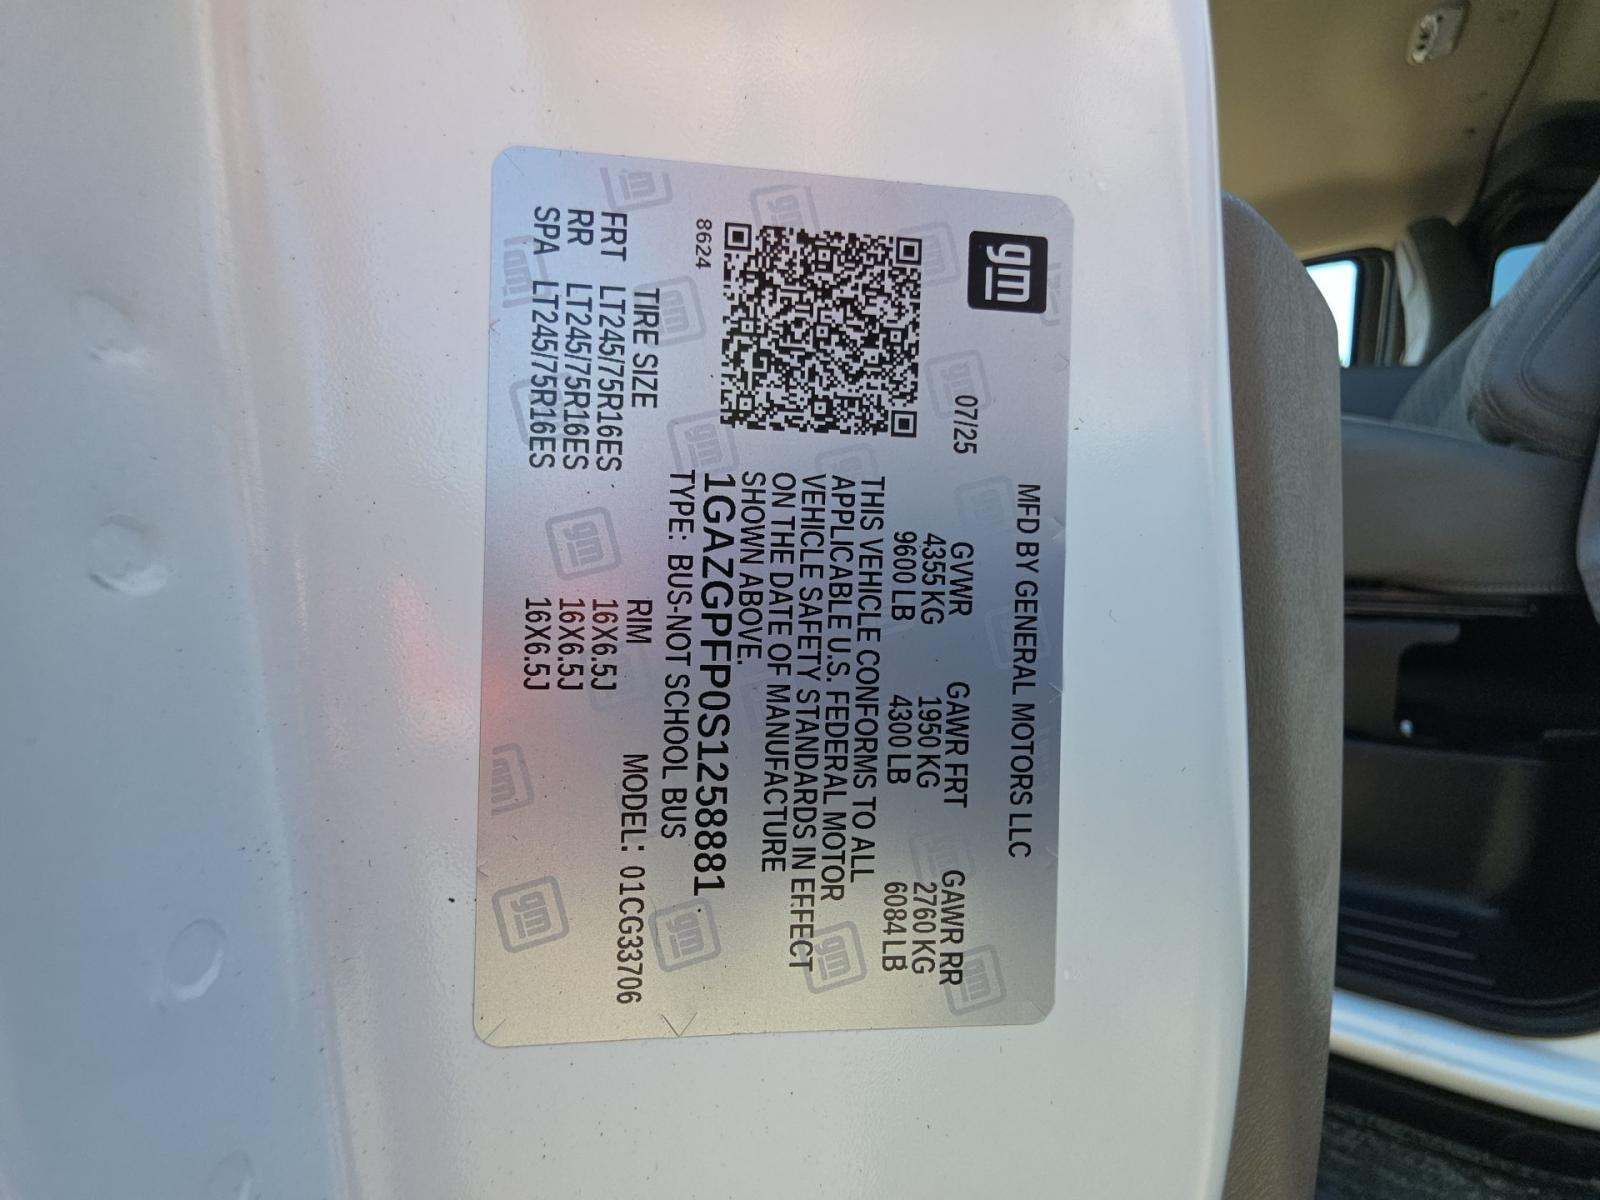 gm
MFD BY GENERAL MOTORS LLC
07/25
GVWR GAWR FRT GAWR RR
4355 KG 1950 KG 2760 KG
9600 LB 4300 LB 6084 LB
THIS VEHICLE CONFORMS TO ALL
APPLICABLE U.S. FEDERAL MOTOR
VEHICLE SAFETY STANDARDS IN EFFECT
ON THE DATE OF MANUFACTURE
SHOWN ABOVE.
8624
1GAZGPFP0S1258881
TYPE: BUS-NOT SCHOOL BUS
TIRE SIZE RIM MODEL: 01CG33706
FRT LT245/75R16ES 16X6.5J
RR LT245/75R16ES 16X6.5J
SPA LT245/75R16ES 16X6.5J